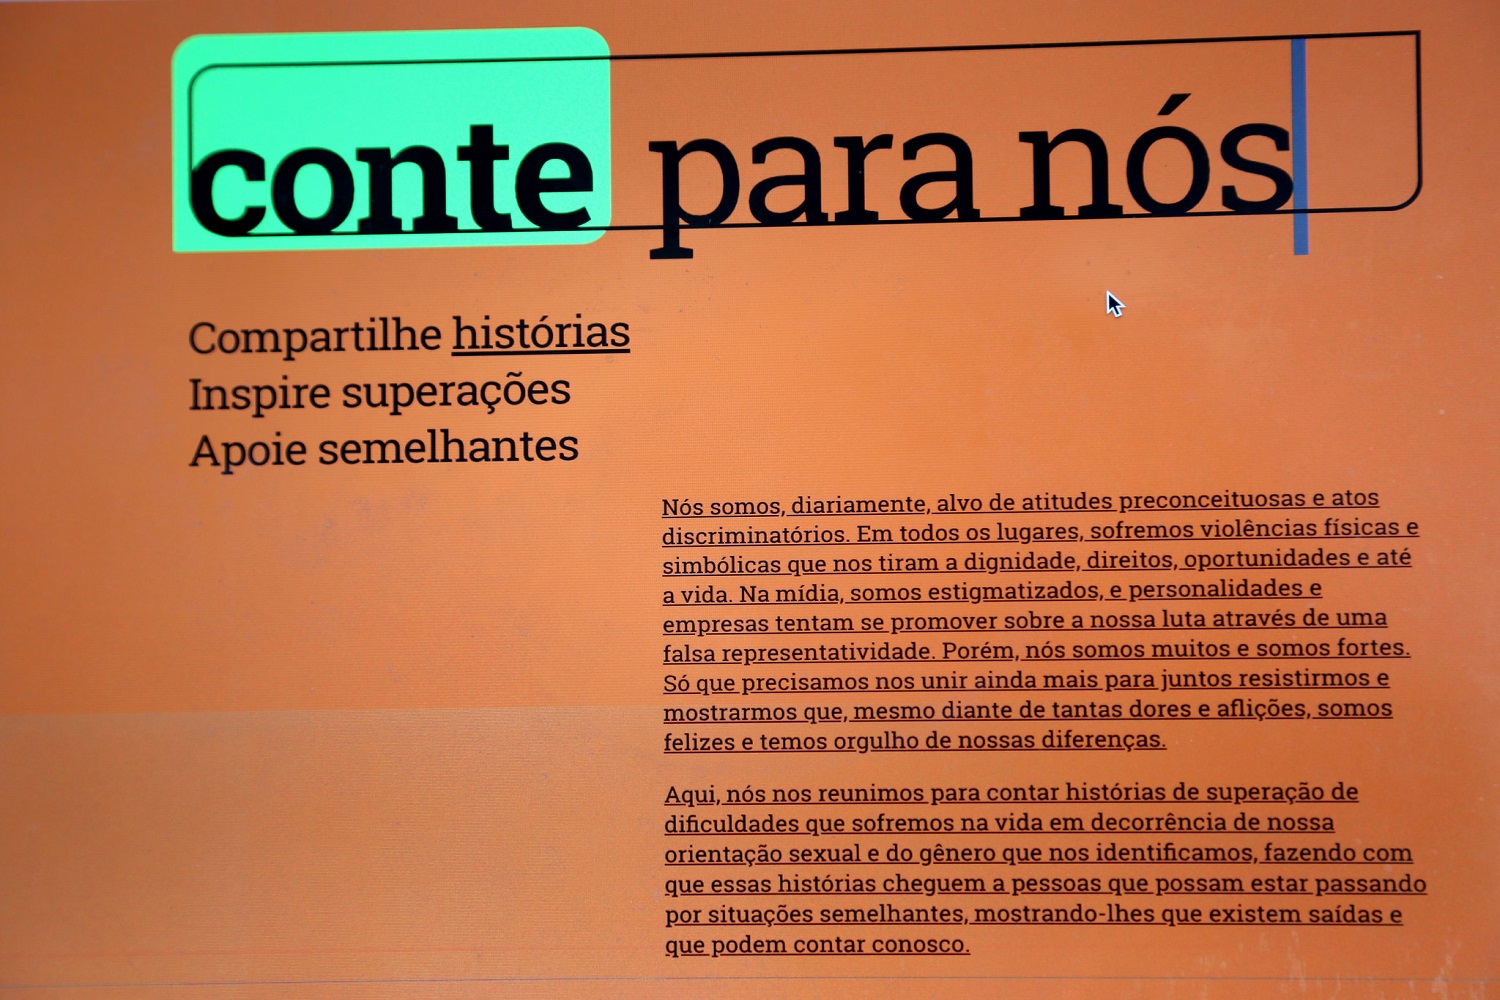 conte para nós
Compartilhe histórias
Inspire superações
Apoie semelhantes
Nós somos, diariamente, alvo de atitudes preconceituosas e atos
discriminatórios. Em todos os lugares, sofremos violências físicas e
simbólicas que nos tiram a dignidade, direitos, oportunidades e até
a vida. Na mídia, somos estigmatizados, e personalidades e
empresas tentam se promover sobre a nossa luta através de uma
falsa representatividade. Porém, nós somos muitos e somos fortes.
Só que precisamos nos unir ainda mais para juntos resistirmos e
mostrarmos que, mesmo diante de tantas dores e aflições, somos
felizes e temos orgulho de nossas diferenças.
Aqui, nós nos reunimos para contar histórias de superação de
dificuldades que sofremos na vida em decorrência de nossa
orientação sexual e do gênero que nos identificamos, fazendo com
que essas histórias cheguem a pessoas que possam estar passando
por situações semelhantes, mostrando-lhes que existem saídas e
que podem contar conosco.